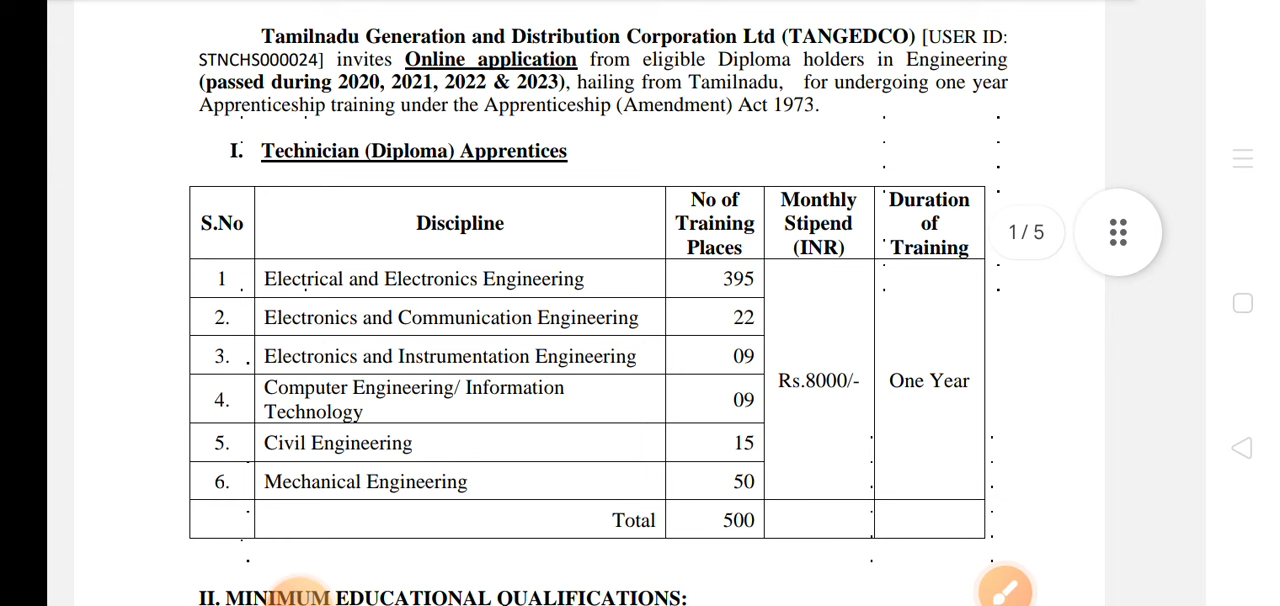 Tamilnadu Generation and Distribution Corporation Ltd (TANGEDCO) [USER ID:
STNCHS000024] invites Online application from eligible Diploma holders in Engineering
(passed during 2020, 2021, 2022 & 2023), hailing from Tamilnadu, for undergoing one year
Apprenticeship training under the Apprenticeship (Amendment) Act 1973.
I. Technician (Diploma) Apprentices
S.No Discipline No of Training Places Monthly Stipend (INR) Duration of Training
1 Electrical and Electronics Engineering 395
2. Electronics and Communication Engineering 22
3. Electronics and Instrumentation Engineering 09
4. Computer Engineering/ Information Technology 09
Rs.8000/- One Year
5. Civil Engineering 15
6. Mechanical Engineering 50
Total 500
1 / 5
II. MINIMUM EDUCATIONAL QUALIFICATIONS: